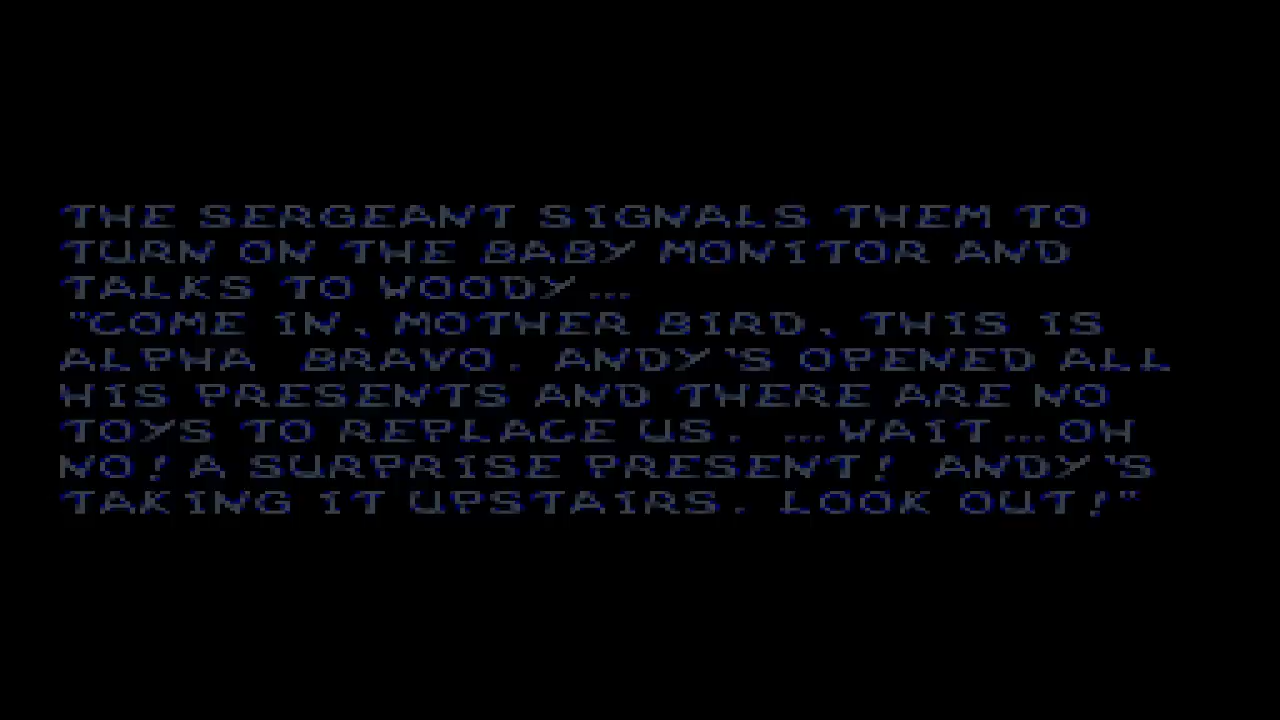 THE SERGEANT SIGNALS THEM TO
TURN ON THE BABY MONITOR AND
TALKS TO WOODY...
"COME IN, MOTHER BIRD, THIS IS
ALPHA  BRAVO. ANDY'S OPENED ALL
HIS PRESENTS AND THERE ARE NO
TOYS TO REPLACE US. ...WAIT...OH
NO! A SURPRISE PRESENT! ANDY'S
TAKING IT UPSTAIRS. LOOK OUT!"